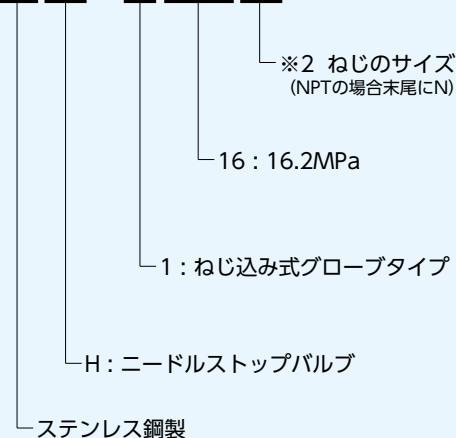 ※2 ねじのサイズ
(NPTの場合末尾にN)
16：16.2MPa
1：ねじ込み式グローブタイプ
H：ニードルストップバルブ
ステンレス鋼製